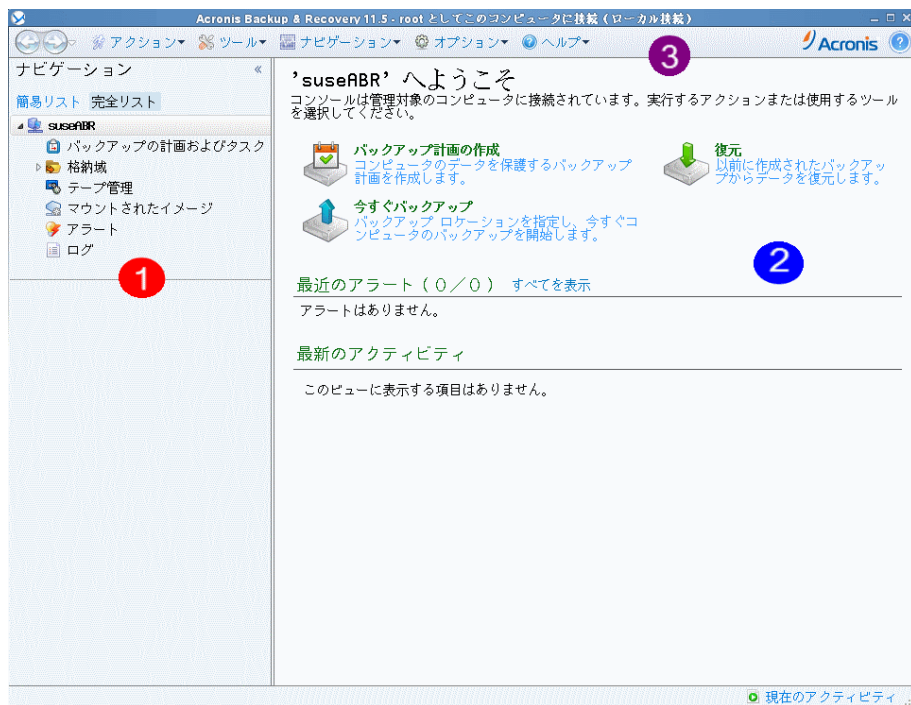 Acronis Backup & Recovery 11.5 - root としてこのコンピュータに接続（ローカル接続）
アクション ツール ナビゲーション オプション ヘルプ
Acronis
3
ナビゲーション
簡易リスト 完全リスト
suseABR
バックアップの計画およびタスク
格納域
テープ管理
マウントされたイメージ
アラート
ログ
1
'suseABR' へようこそ
コンソールは管理対象のコンピュータに接続されています。実行するアクションまたは使用するツール
を選択してください。
バックアップ計画の作成
コンピュータのデータを保護するバックアップ
計画を作成します。
復元
以前に作成されたバックアッ
プからデータを復元します。
今すぐバックアップ
バックアップ ロケーションを指定し、今すぐコ
ンピュータのバックアップを開始します。
2
最近のアラート（０／０） すべてを表示
アラートはありません。
最新のアクティビティ
このビューに表示する項目はありません。
現在のアクティビティ